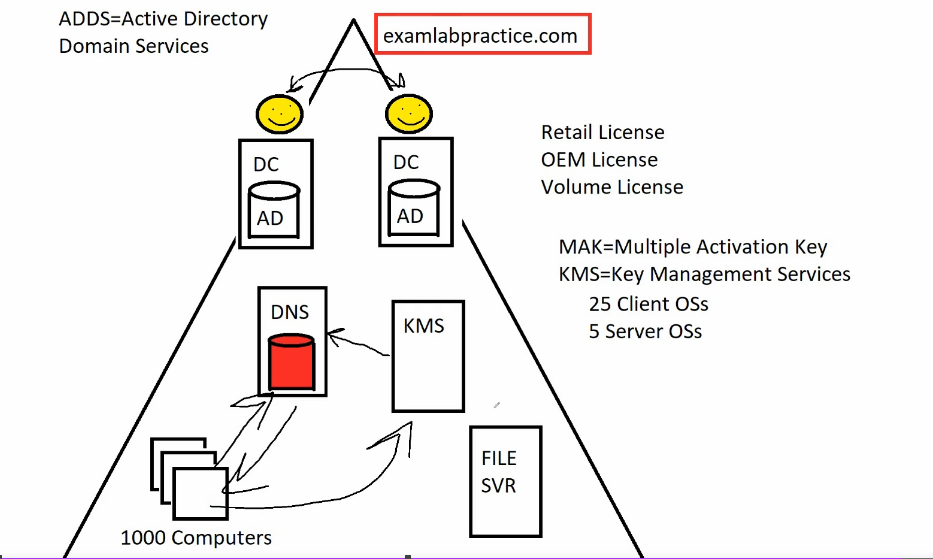 ADDS=Active Directory
Domain Services
examlabpractice.com
DC
AD
DC
AD
Retail License
OEM License
Volume License
MAK=Multiple Activation Key
KMS=Key Management Services
25 Client OSs
5 Server OSs
DNS
KMS
FILE
SVR
1000 Computers